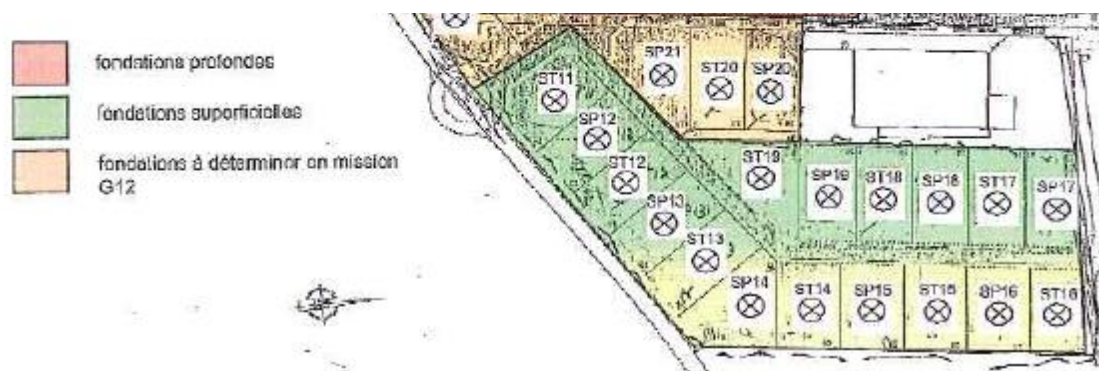 fondations profondes
fondations superficielles
fondations à déterminer en mission
G12
SP21
ST20
SP20
ST11
SP12
ST12
SP13
ST13
SP14
ST19
SP19
ST18
SP18
ST17
SP17
ST14
SP15
ST15
SP16
ST16